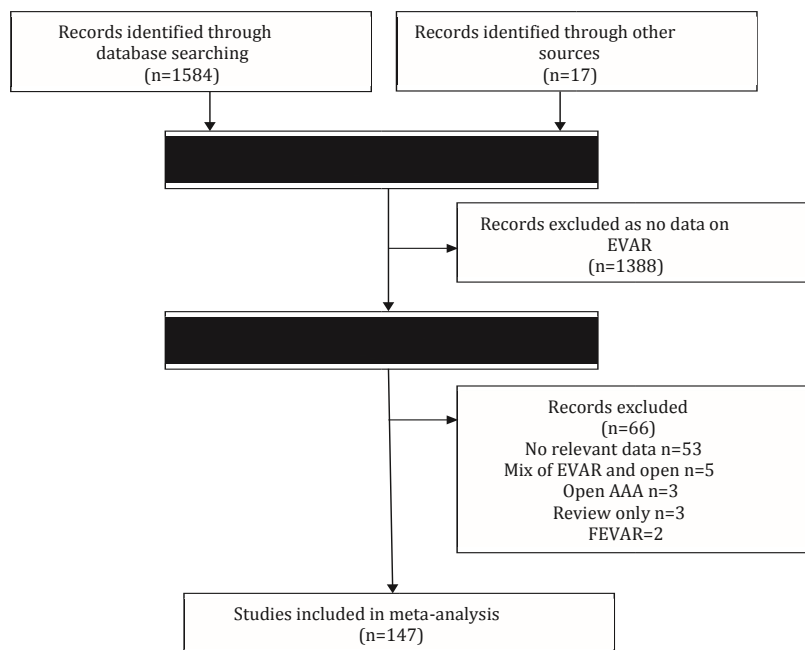 Records identified through
database searching
(n=1584)
Records identified through other
sources
(n=17)
Records excluded as no data on
EVAR
(n=1388)
Records excluded
(n=66)
No relevant data n=53
Mix of EVAR and open n=5
Open AAA n=3
Review only n=3
FEVAR=2
Studies included in meta-analysis
(n=147)